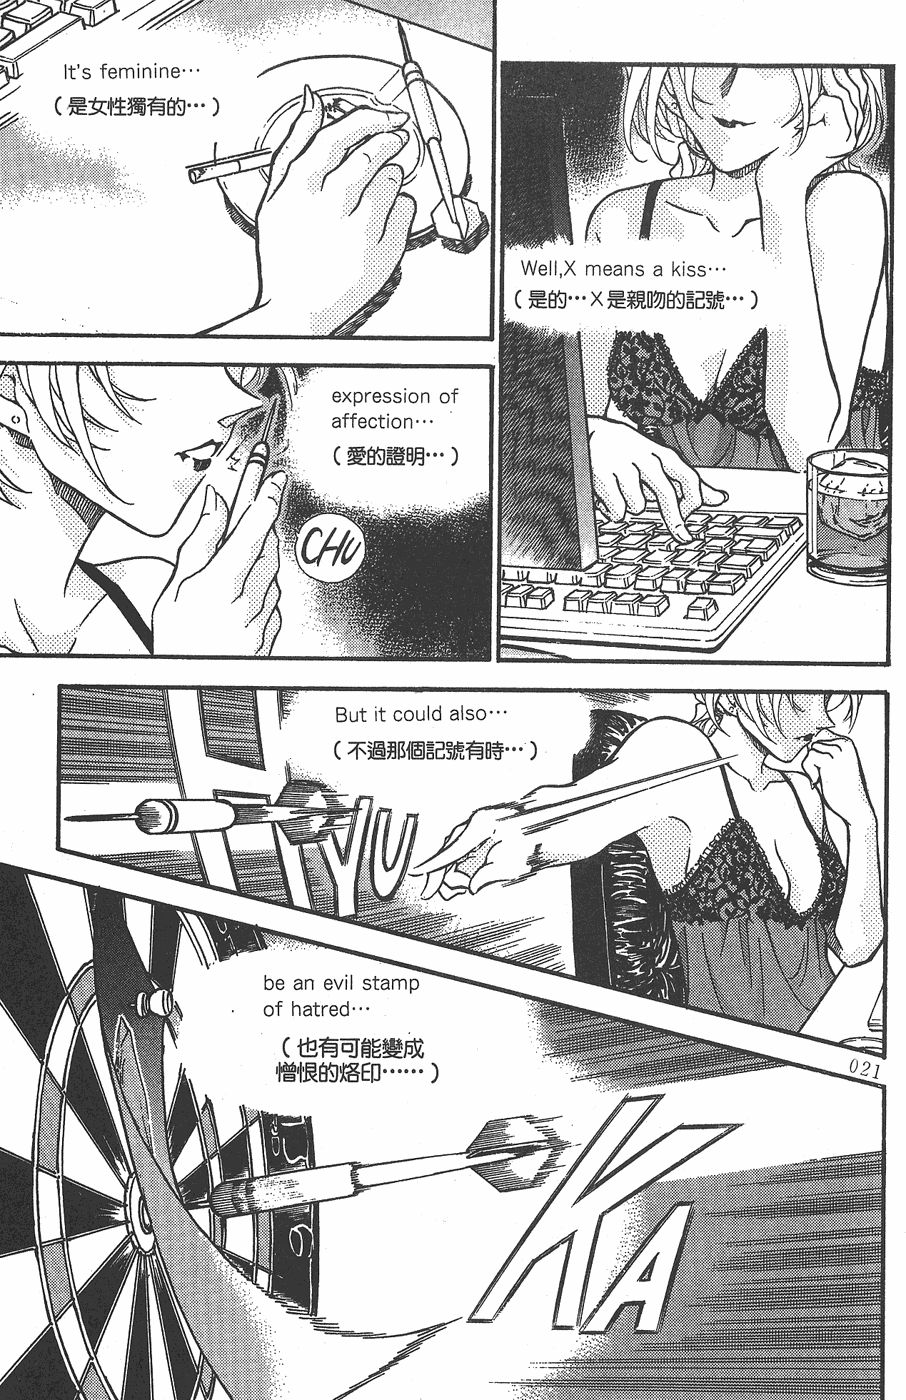 Well,X means a kiss…
（是的…X是親吻的記號…）
It's feminine…
（是女性獨有的…）
expression of
affection…
（愛的證明…）
CHU
But it could also…
（不過那個記號有時…）
YU
be an evil stamp
of hatred…
（也有可能變成
憎恨的烙印……）
KA
021